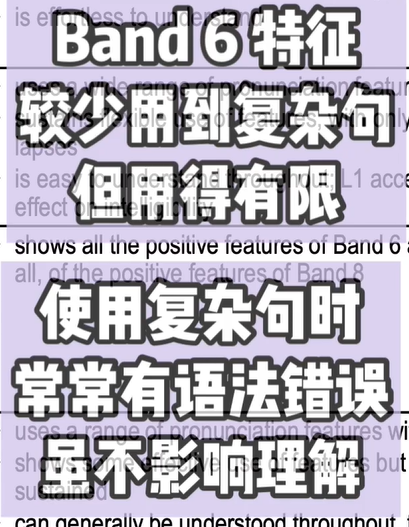 is effortless to understand
Band 6 特征
uses a wide range of pronunciation featur
较少用到复杂句
sustains flexible use of features, with only
lapses
is easy to understand throughout; L1 acce
但用得有限
effect on intelligibility
shows all the positive features of Band 6 a
all, of the positive features of Band 8
使用复杂句时
常常有语法错误
uses a range of pronunciation features wi
虽不影响理解
shows some effective use of features but
sustained
can generally be understood throughout, t